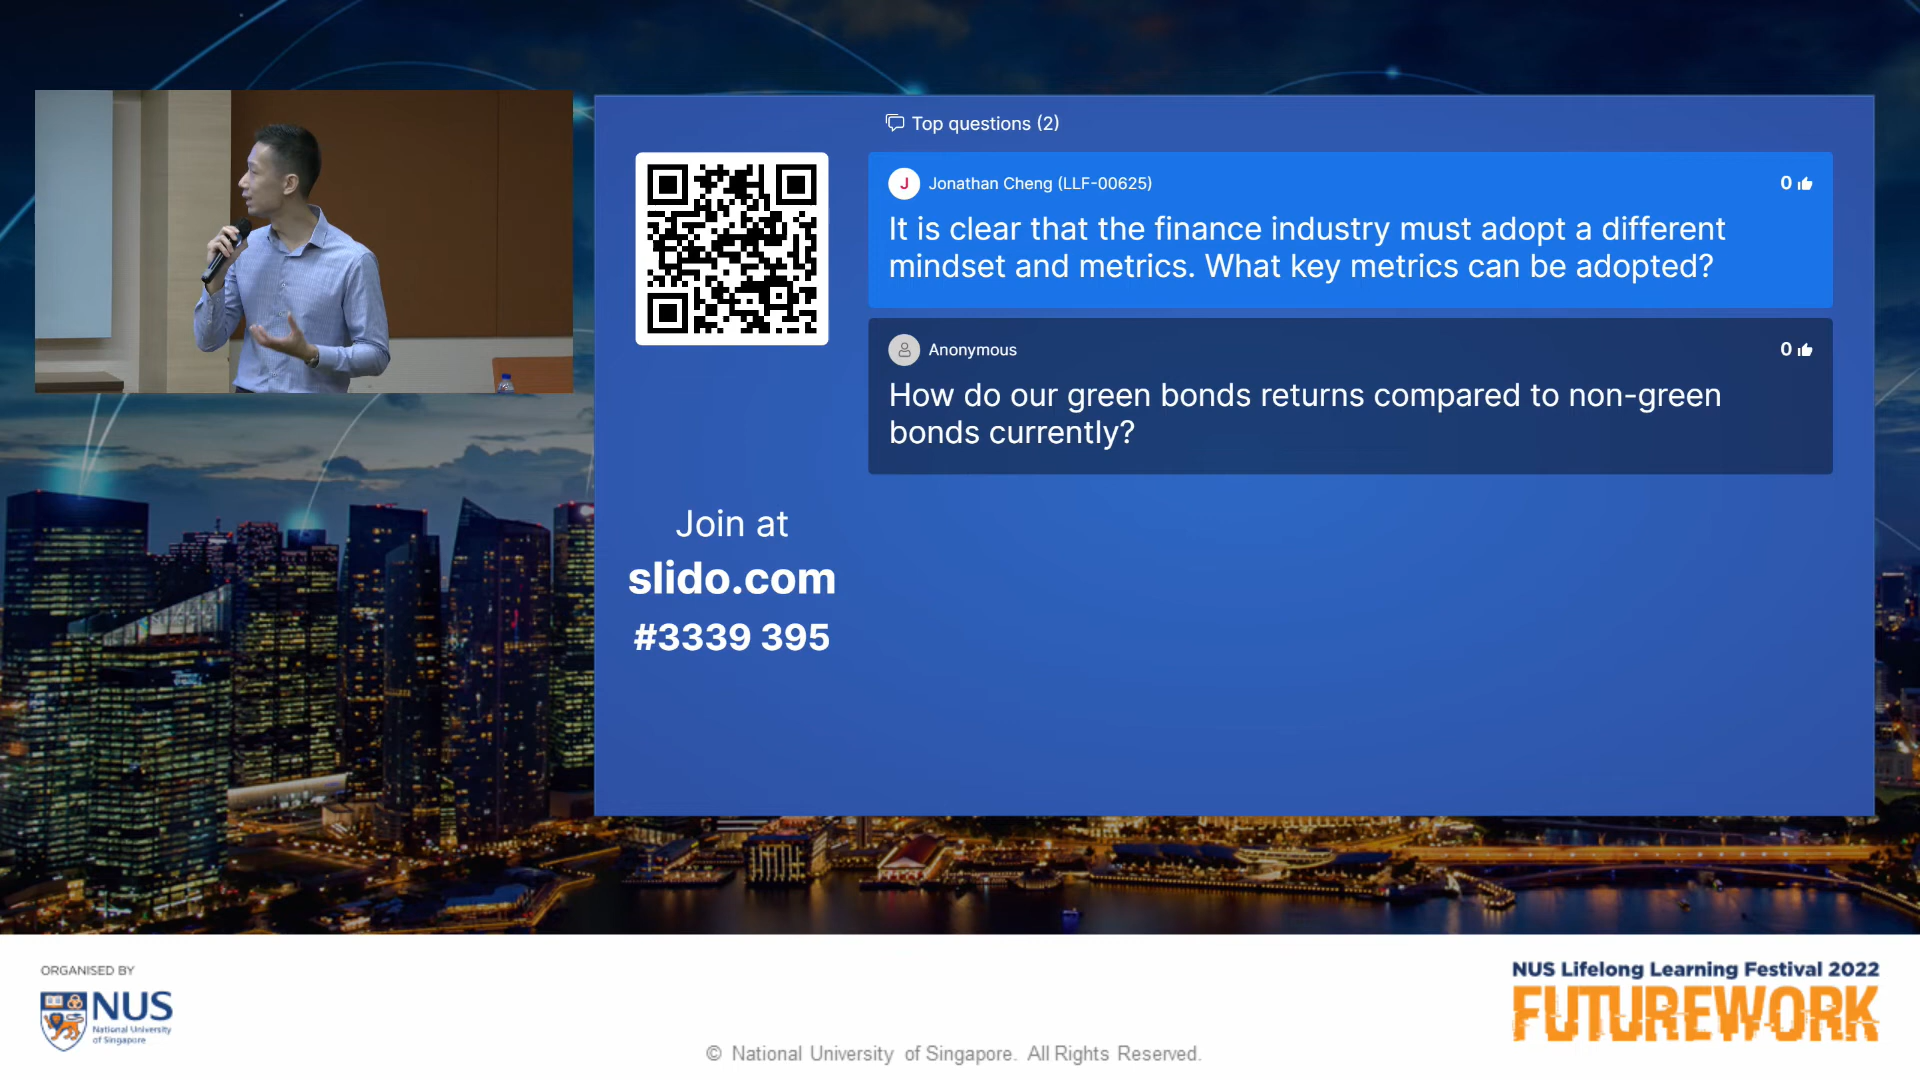 Top questions (2)
J Jonathan Cheng (LLF-00625) 0
It is clear that the finance industry must adopt a different
mindset and metrics. What key metrics can be adopted?
Anonymous 0
How do our green bonds returns compared to non-green
bonds currently?
Join at
slido.com
#3339 395
ORGANISED BY
NUS
National University
of Singapore
NUS Lifelong Learning Festival 2022
FUTUREWORK
© National University of Singapore. All Rights Reserved.